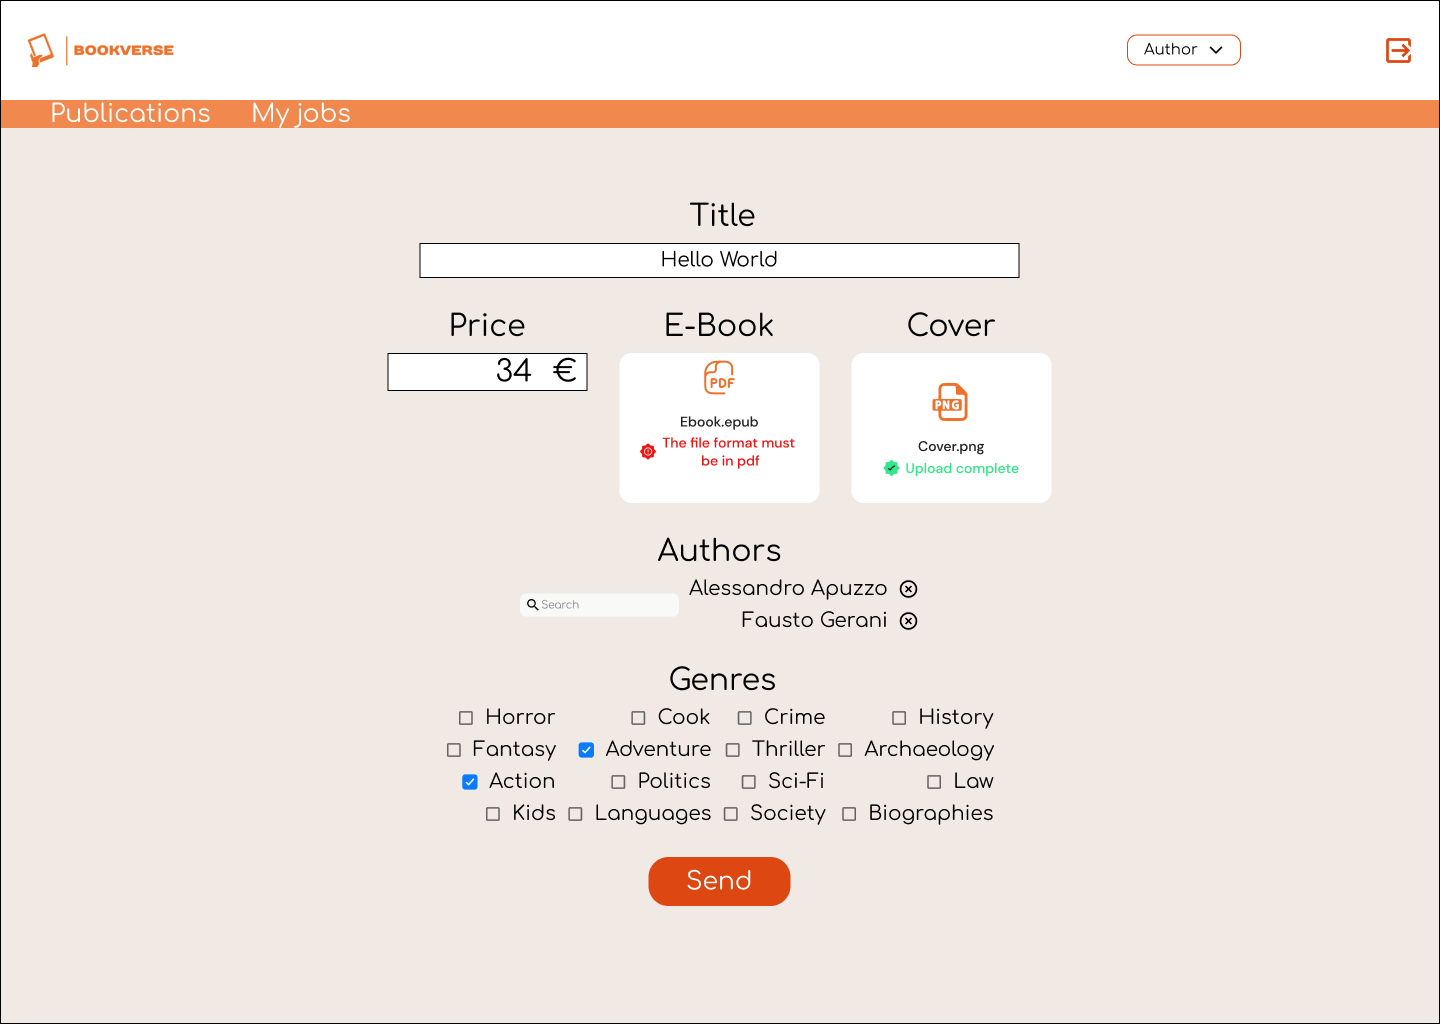 BOOKVERSE
Author
Publications My jobs
Title
Hello World
Price E-Book Cover
34 €
PDF
PNG
Ebook.epub
The file format must
be in pdf
Cover.png
Upload complete
Authors
Search
Alessandro Apuzzo
Fausto Gerani
Genres
Horror Cook Crime History
Fantasy Adventure Thriller Archaeology
Action Politics Sci-Fi Law
Kids Languages Society Biographies
Send